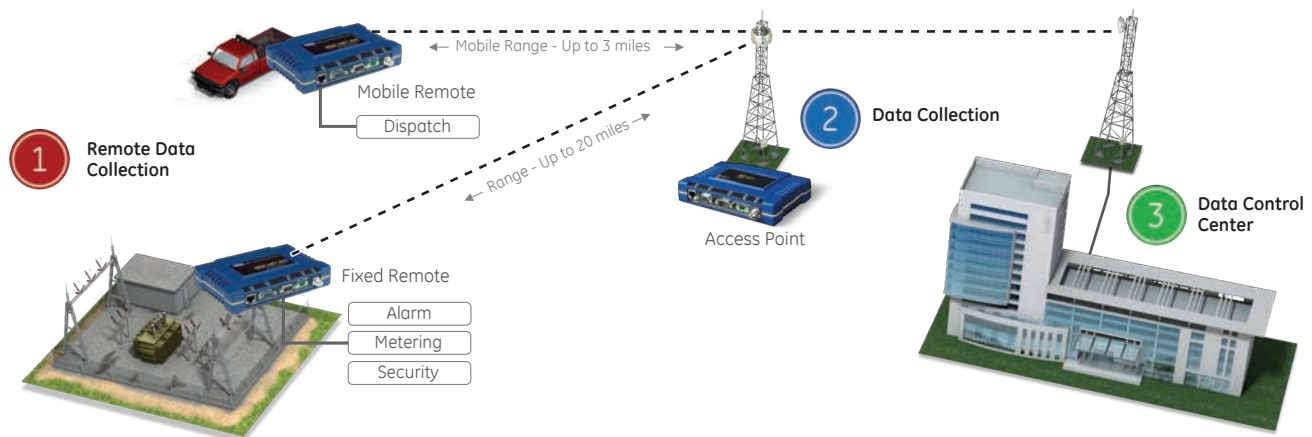 Mobile Range - Up to 3 miles
Mobile Remote
Dispatch
1
Remote Data
Collection
Range - Up to 20 miles
2
Data Collection
Access Point
3
Data Control
Center
Fixed Remote
Alarm
Metering
Security